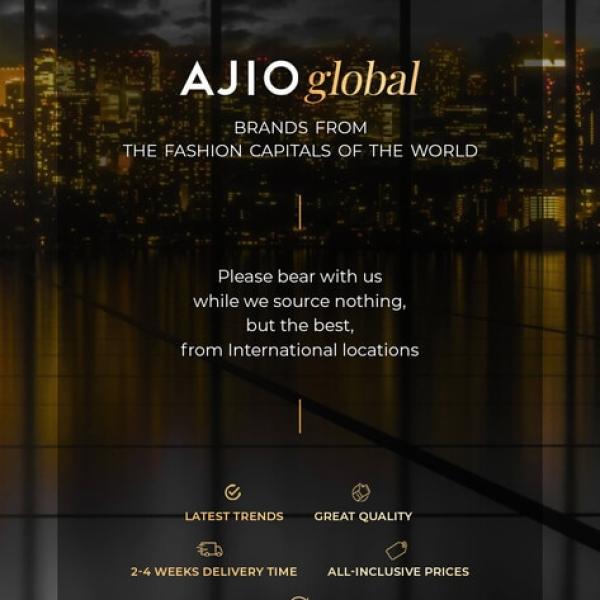 AJIO global
BRANDS FROM
THE FASHION CAPITALS OF THE WORLD
Please bear with us
while we source nothing,
but the best,
from International locations
LATEST TRENDS GREAT QUALITY
2-4 WEEKS DELIVERY TIME ALL-INCLUSIVE PRICES